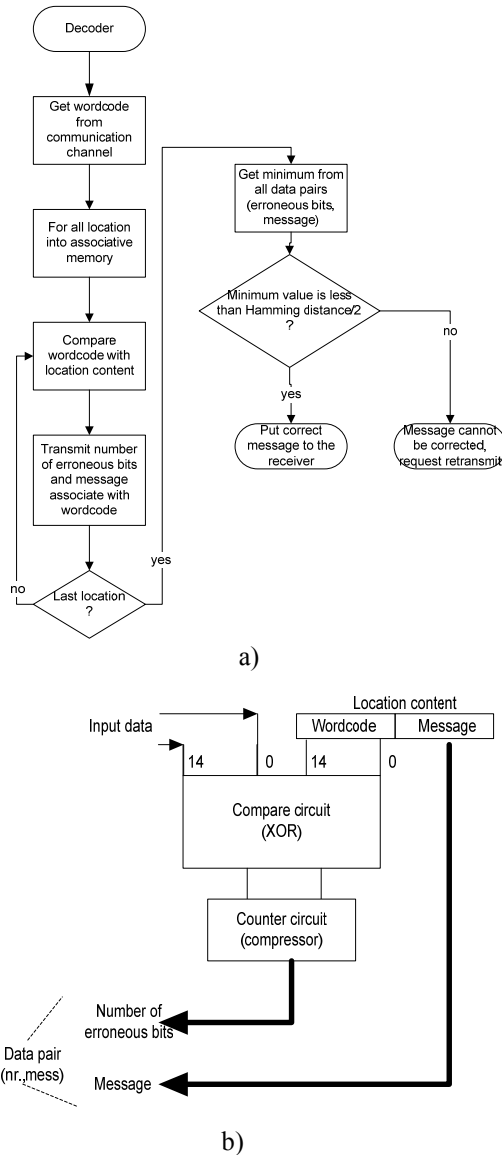 Decoder
Get wordcode
from
communication
channel
For all location
into associative
memory
Compare
wordcode with
location content
Transmit number
of erroneous bits
and message
associate with
wordcode
no
Last location
?
yes
Get minimum from
all data pairs
(erroneous bits,
message)
Minimum value is less
than Hamming distance/2
?
no
yes
Put correct
message to the
receiver
Message cannot
be corrected,
request retransmit
a)
Location content
Input data
Wordcode
Message
14
0
14
0
Compare circuit
(XOR)
Counter circuit
(compressor)
Number of
erroneous bits
Data pair
(nr.,mess)
Message
b)